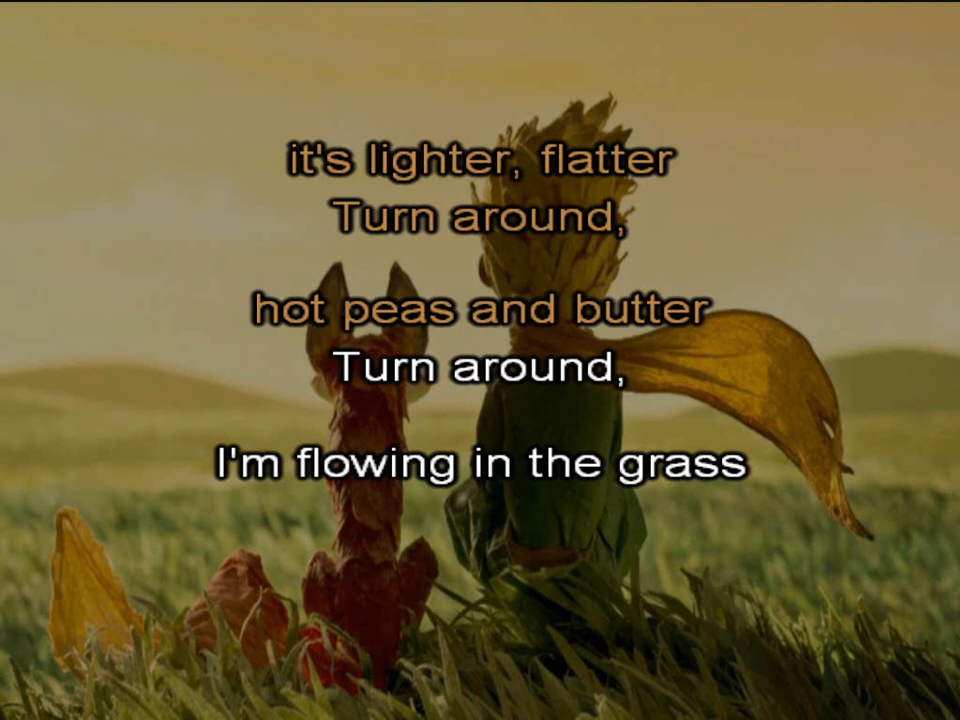 it's lighter, flatter
Turn around,
hot peas and butter
Turn around,
I'm flowing in the grass